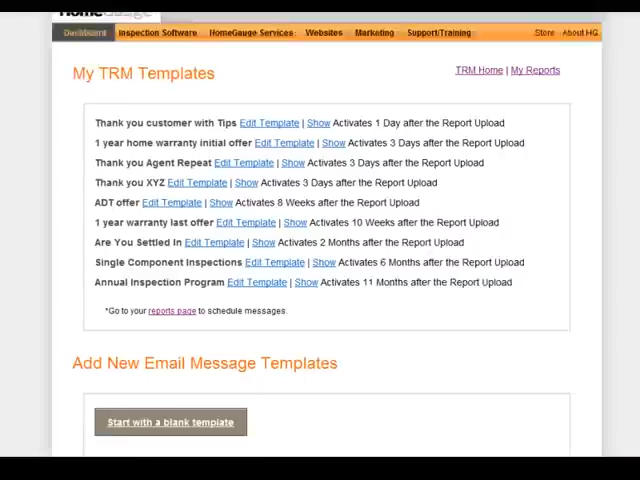 HomeGauge
Dashboard Inspection Software HomeGauge Services Websites Marketing Support/Training Store About HG
My TRM Templates
TRM Home | My Reports
Thank you customer with Tips Edit Template | Show Activates 1 Day after the Report Upload
1 year home warranty initial offer Edit Template | Show Activates 3 Days after the Report Upload
Thank you Agent Repeat Edit Template | Show Activates 3 Days after the Report Upload
Thank you XYZ Edit Template | Show Activates 3 Days after the Report Upload
ADT offer Edit Template | Show Activates 8 Weeks after the Report Upload
1 year warranty last offer Edit Template | Show Activates 10 Weeks after the Report Upload
Are You Settled In Edit Template | Show Activates 2 Months after the Report Upload
Single Component Inspections Edit Template | Show Activates 6 Months after the Report Upload
Annual Inspection Program Edit Template | Show Activates 11 Months after the Report Upload
*Go to your reports page to schedule messages.
Add New Email Message Templates
Start with a blank template